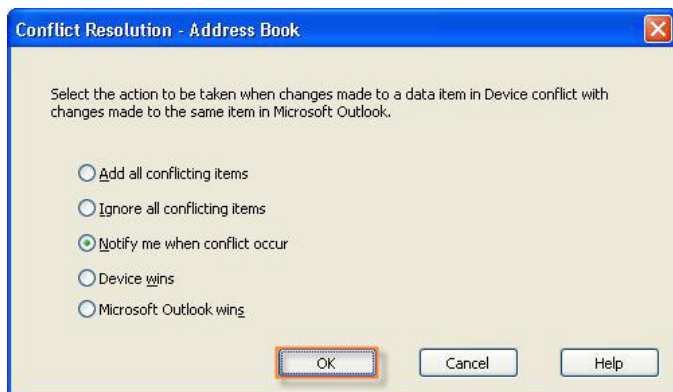 Conflict Resolution - Address Book
Select the action to be taken when changes made to a data item in Device conflict with
changes made to the same item in Microsoft Outlook.
Add all conflicting items
Ignore all conflicting items
Notify me when conflict occur
Device wins
Microsoft Outlook wins
OK Cancel Help